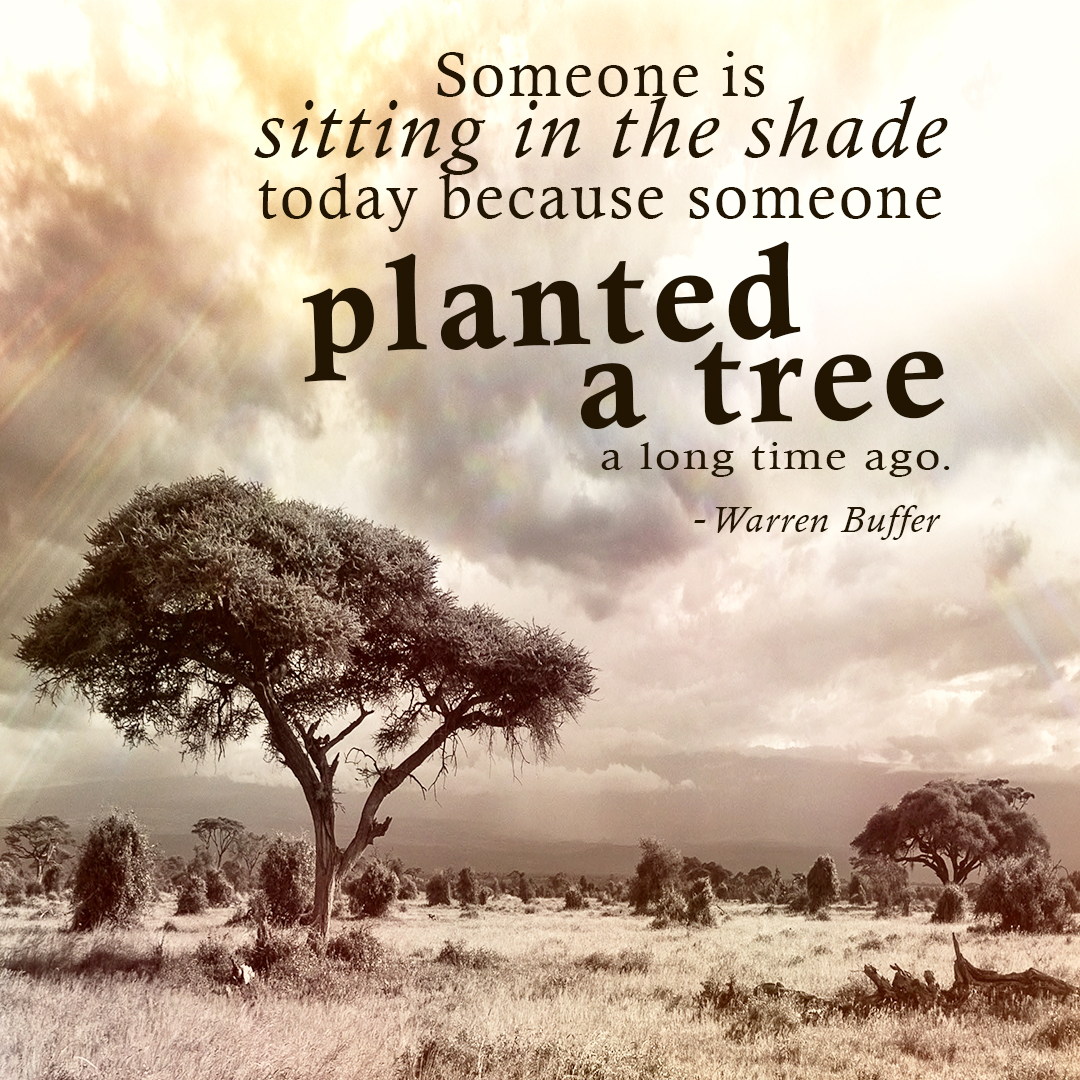 Someone is
sitting in the shade
today because someone
planted
a tree
a long time ago.
- Warren Buffer